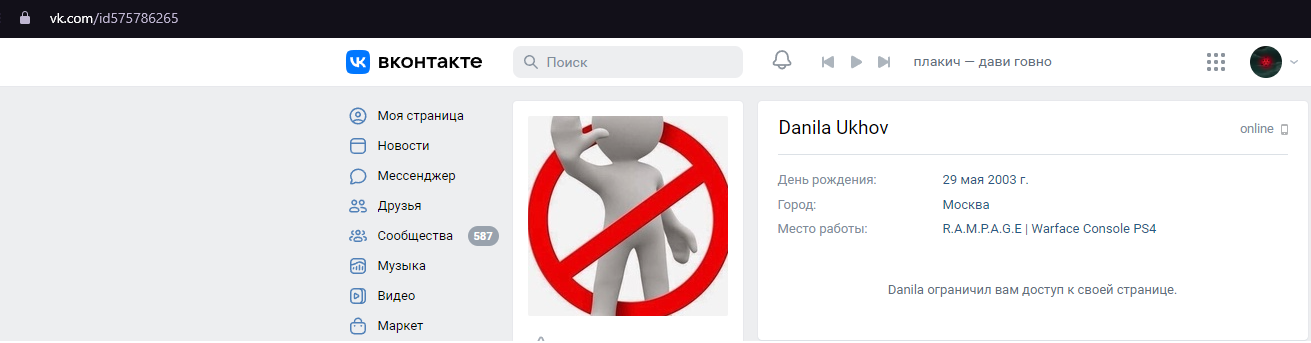 vk.com/id575786265
вконтакте
Поиск
плакич — дави говно
Моя страница
Новости
Мессенджер
Друзья
Сообщества 587
Музыка
Видео
Маркет
Danila Ukhov
online
День рождения: 29 мая 2003 г.
Город: Москва
Место работы: R.A.M.P.A.G.E | Warface Console PS4
Danila ограничил вам доступ к своей странице.